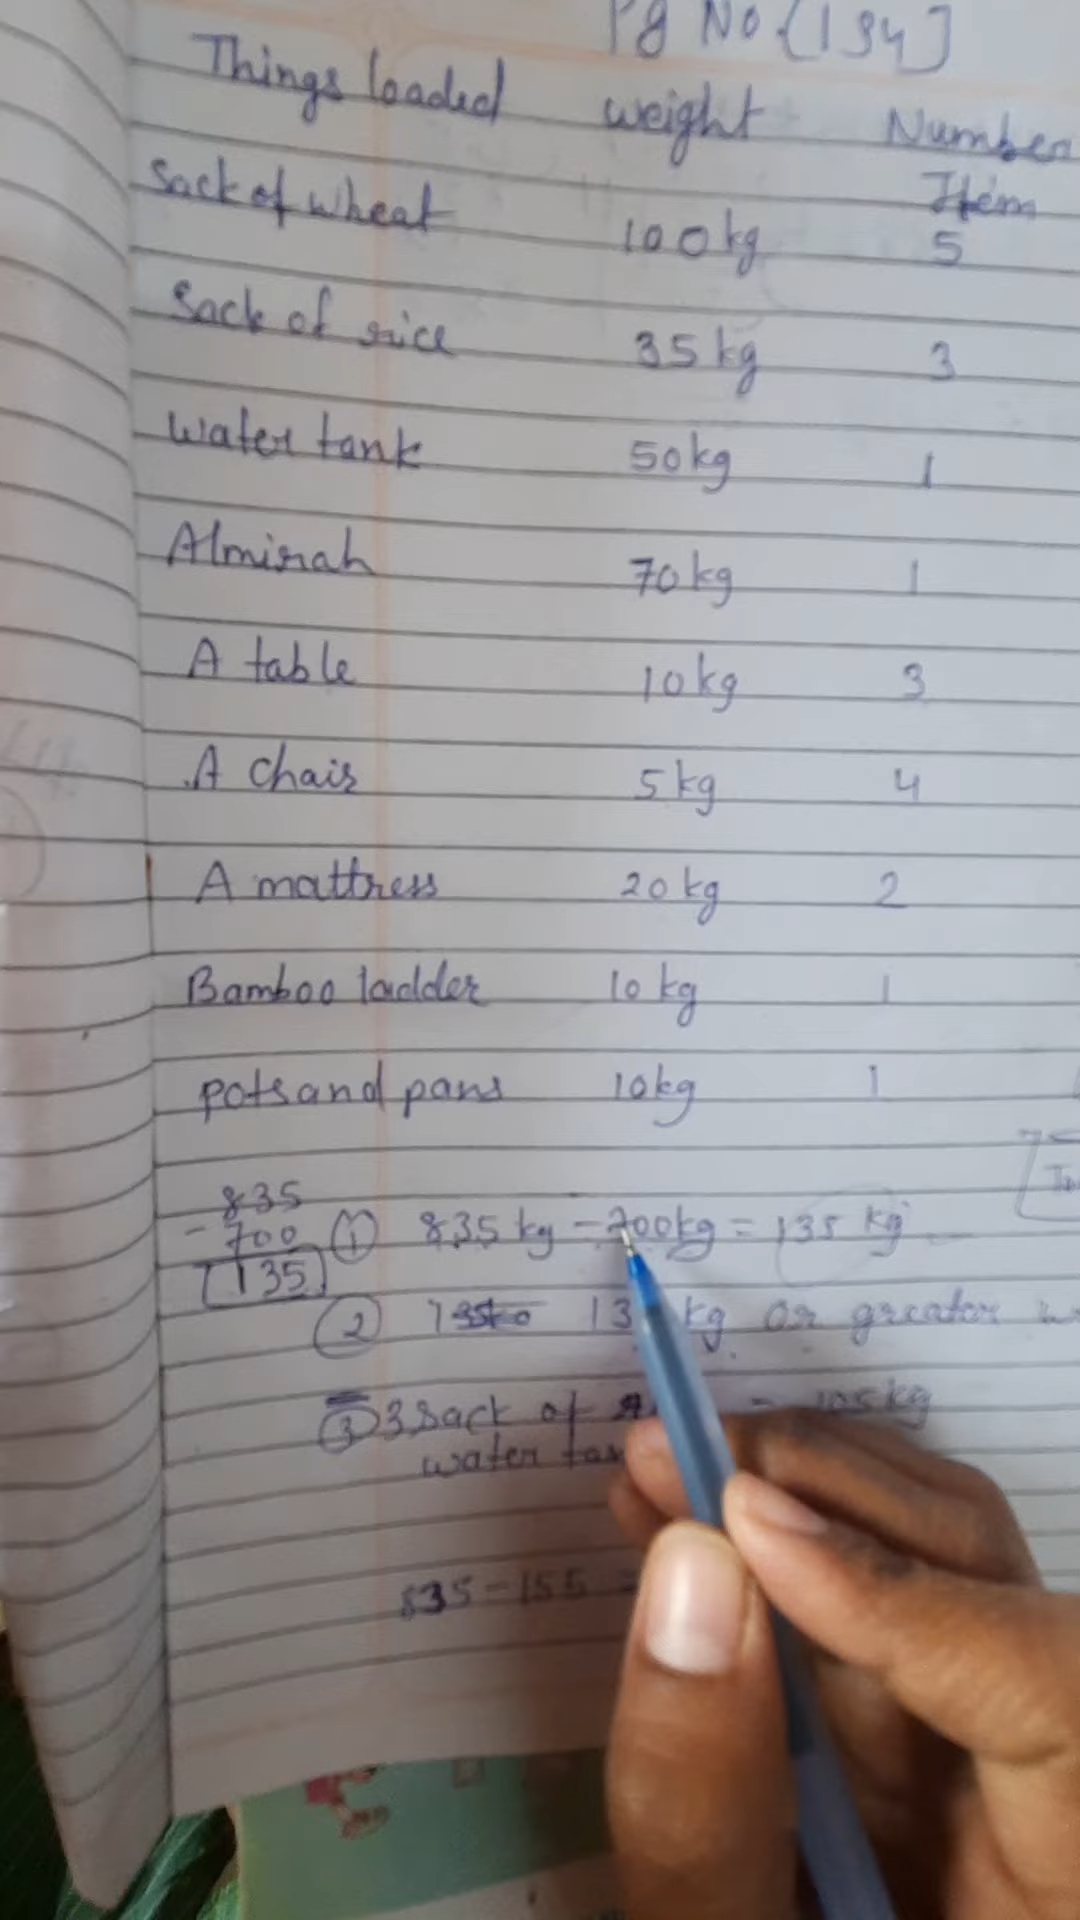 Pg No. {134}
Things loaded weight Number
Item
Sack of wheat 100 kg 5
Sack of rice 35 kg 3
water tank 50 kg 1
Almirah 70 kg 1
A table 10 kg 3
A chair 5 kg 4
A mattress 20 kg 2
Bamboo ladder 10 kg 1
pots and pans 10 kg 1
835
- 700
135
① 835 kg - 700 kg = 135 kg
② kg or greater
③ 3 Sack of = 105 kg
water
835 - 155 =